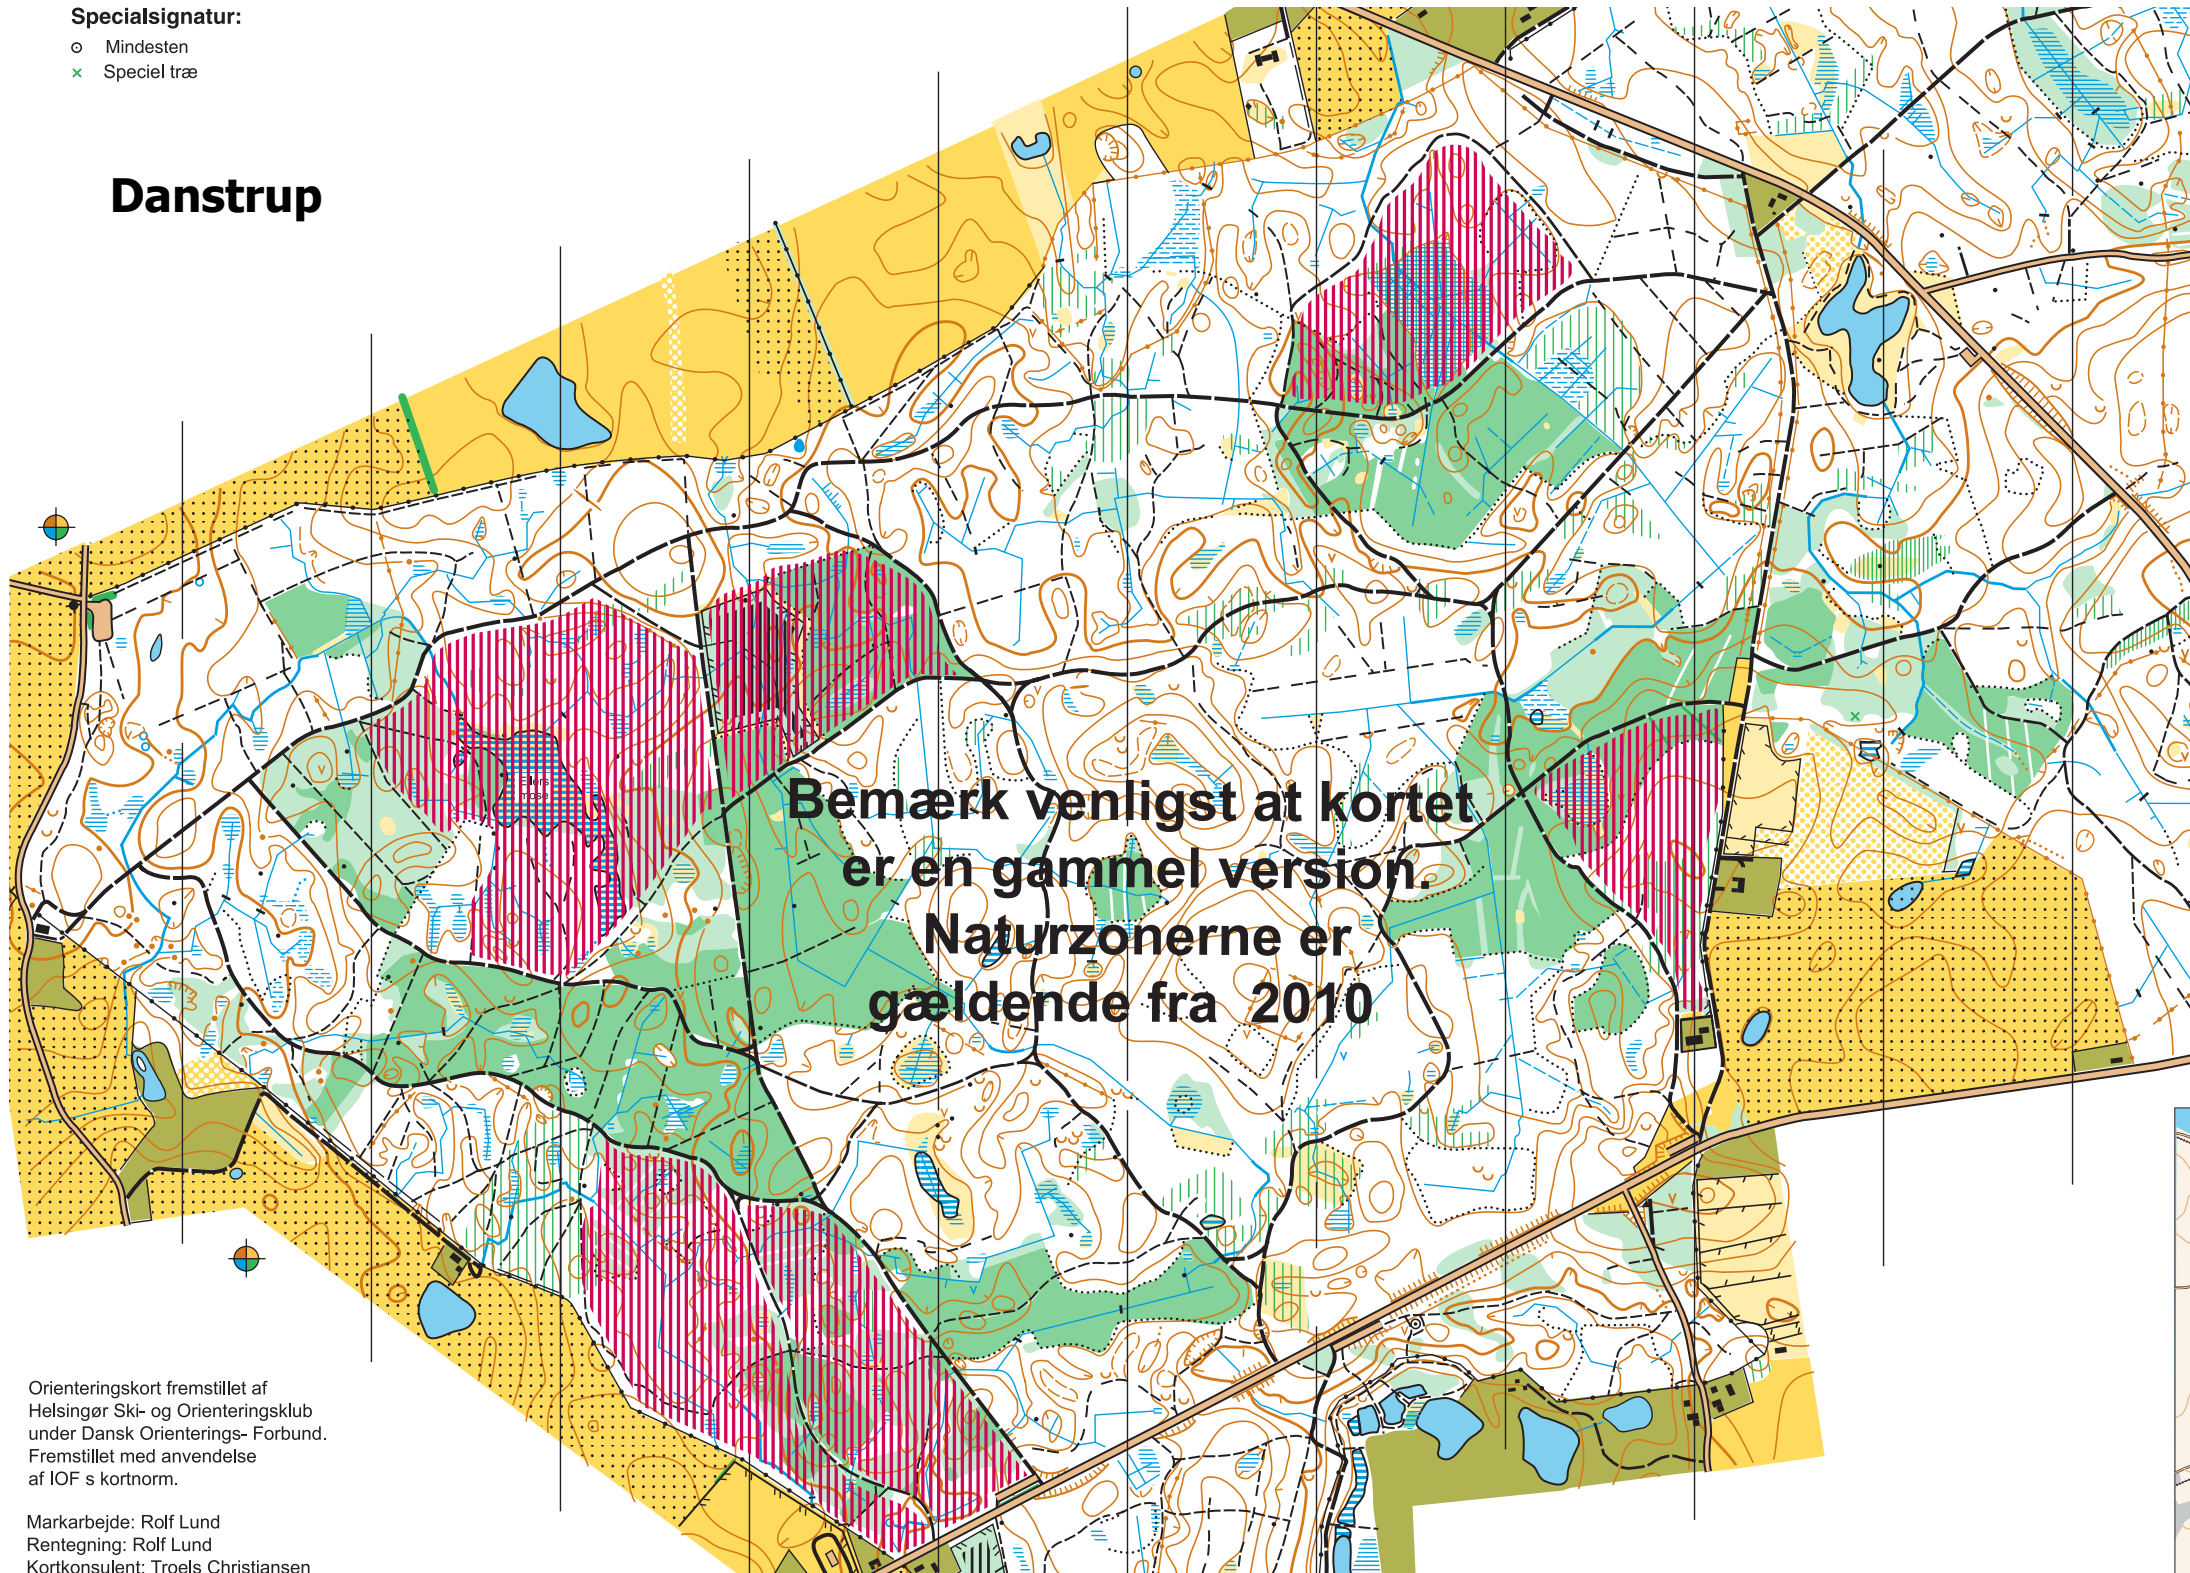 Specialsignatur:
Mindesten
Speciel træ
Danstrup
Ellers
mose
Bemærk venligst at kortet
er en gammel version.
Naturzonerne er
gældende fra 2010
Orienteringskort fremstillet af
Helsingør Ski- og Orienteringsklub
under Dansk Orienterings- Forbund.
Fremstillet med anvendelse
af IOF s kortnorm.
Markarbejde: Rolf Lund
Rentegning: Rolf Lund
Kortkonsulent: Troels Christiansen